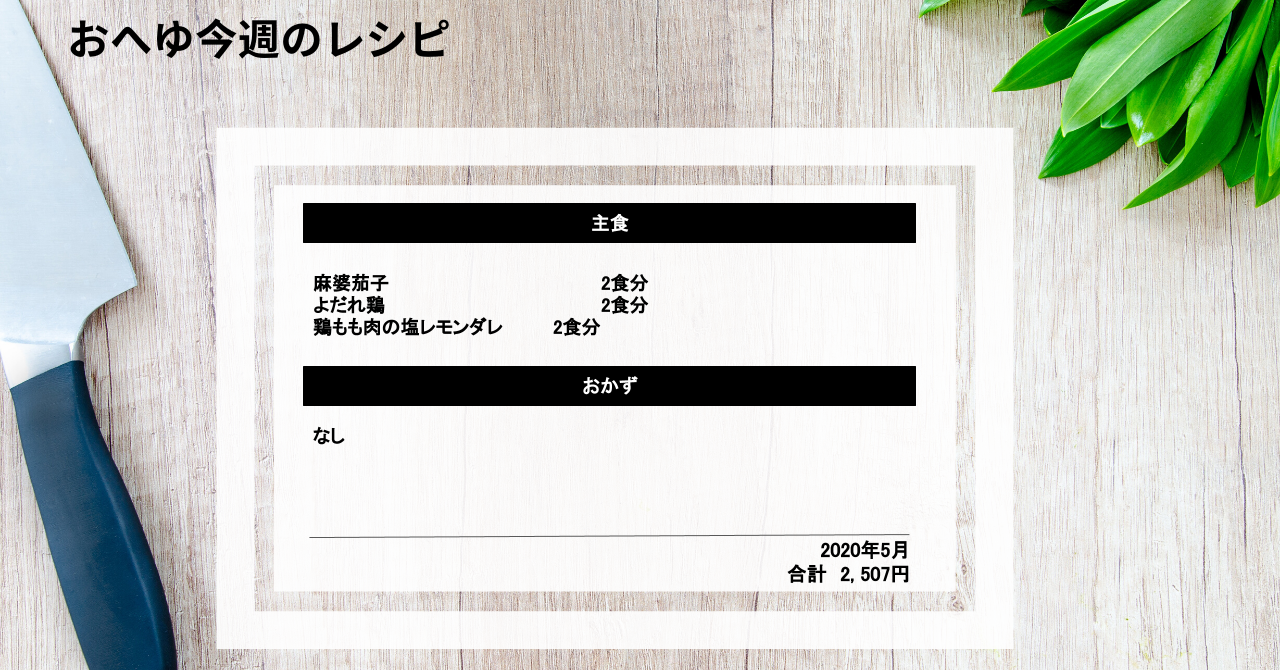 おへゆ今週のレシピ
主食
麻婆茄子 2食分
よだれ鶏 2食分
鶏もも肉の塩レモンダレ 2食分
おかず
なし
2020年5月
合計 2,507円